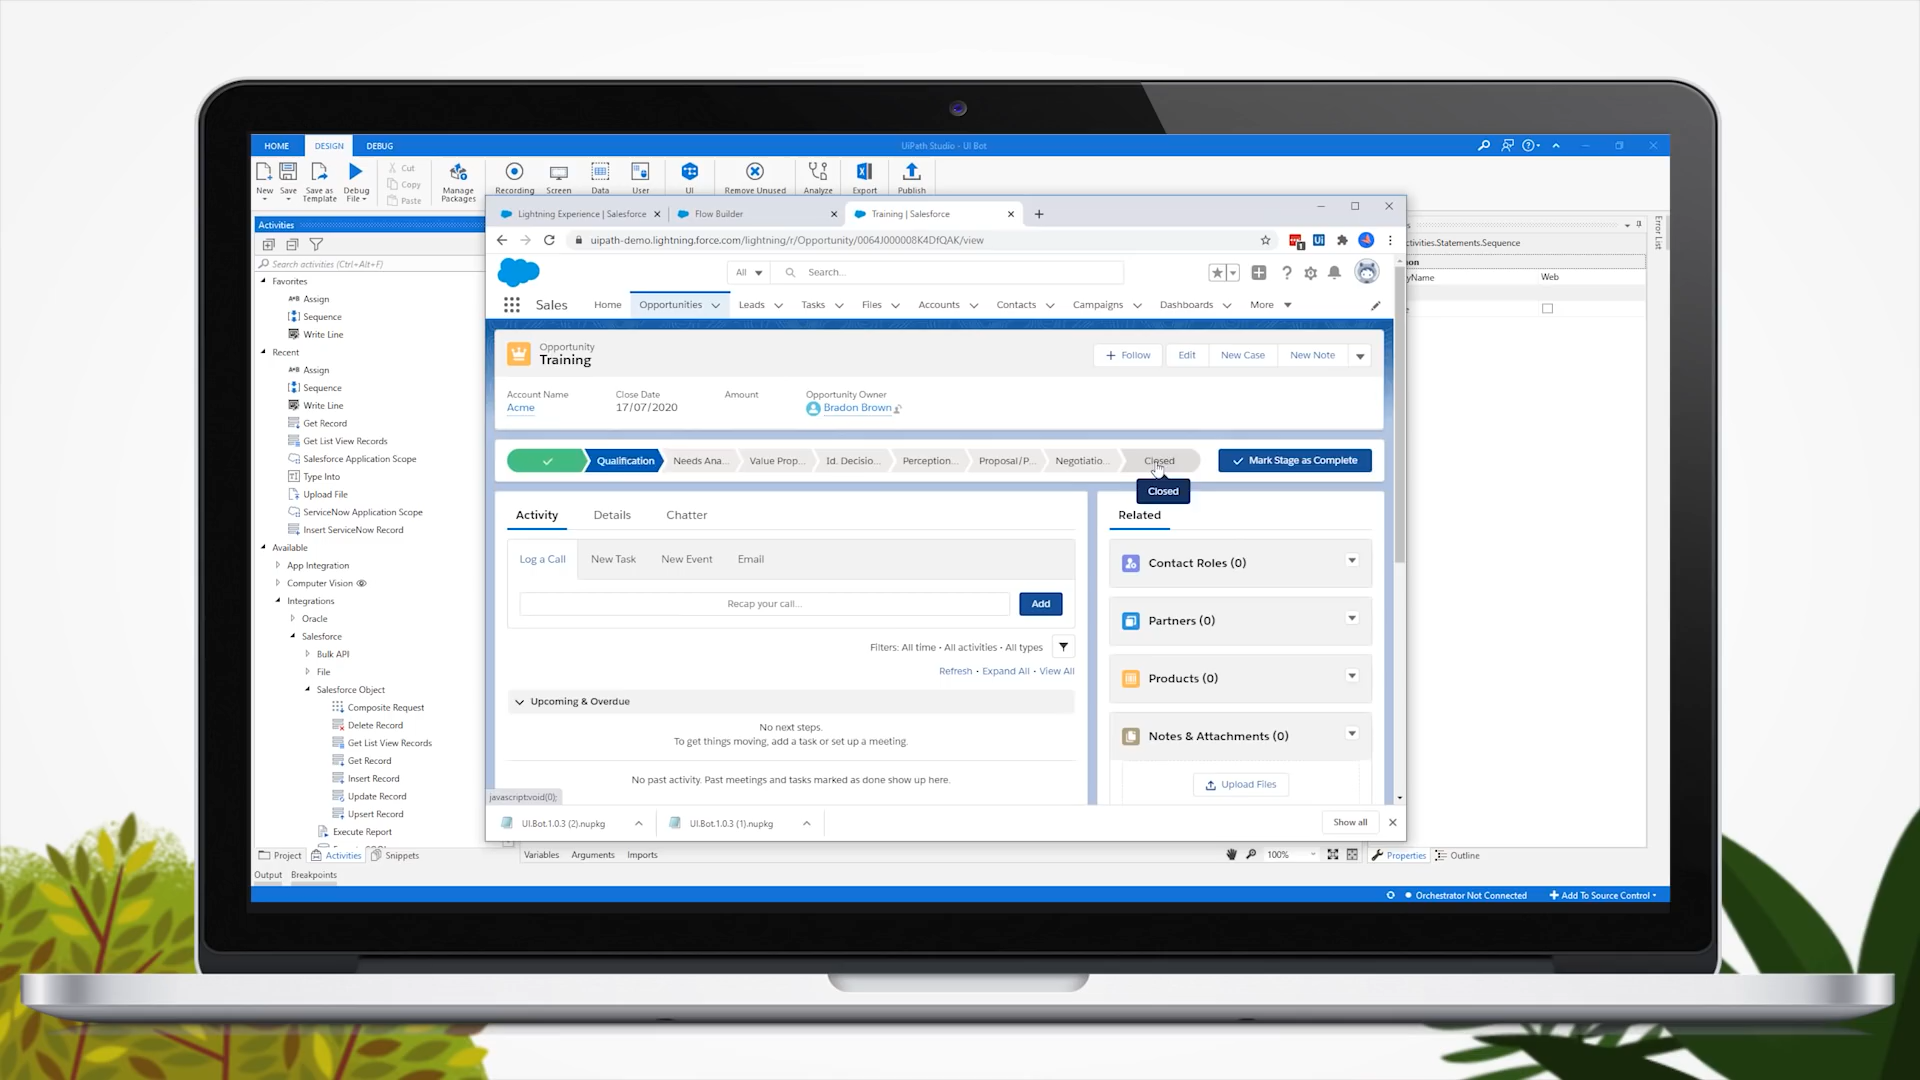 HOME DESIGN DEBUG
UiPath Studio - UI Bot
New Save Save as Template Debug File
Cut
Copy
Paste
Manage Packages
Recording Screen Data User UI Remove Unused Analyze Export Publish
Activities
Search activities (Ctrl+Alt+F)
Favorites
Assign
Sequence
Write Line
Recent
Assign
Sequence
Write Line
Get Record
Get List View Records
Salesforce Application Scope
Type Into
Upload File
ServiceNow Application Scope
Insert ServiceNow Record
Available
App Integration
Computer Vision
Integrations
Oracle
Salesforce
Bulk API
File
Salesforce Object
Composite Request
Delete Record
Get List View Records
Get Record
Insert Record
Update Record
Upsert Record
Execute Report
Project Activities Snippets
Output Breakpoints
Lightning Experience | Salesforce
Flow Builder
Training | Salesforce
uipath-demo.lightning.force.com/lightning/r/Opportunity/0064J000008K4DfQAK/view
All
Search...
Sales Home Opportunities Leads Tasks Files Accounts Contacts Campaigns Dashboards More
Opportunity
Training
Follow Edit New Case New Note
Account Name Close Date Amount Opportunity Owner
Acme 17/07/2020 Bradon Brown
Qualification Needs Ana... Value Prop... Id. Decisio... Perception... Proposal/P... Negotiatio... Closed
Mark Stage as Complete
Closed
Activity Details Chatter
Log a Call New Task New Event Email
Recap your call...
Add
Filters: All time • All activities • All types
Refresh • Expand All • View All
Upcoming & Overdue
No next steps.
To get things moving, add a task or set up a meeting.
No past activity. Past meetings and tasks marked as done show up here.
Related
Contact Roles (0)
Partners (0)
Products (0)
Notes & Attachments (0)
Upload Files
javascript:void(0);
UI.Bot.1.0.3 (2).nupkg
UI.Bot.1.0.3 (1).nupkg
Show all
Variables Arguments Imports
100%
ctivities.Statements.Sequence
on
yName Web
Error List
Properties Outline
Orchestrator Not Connected
Add To Source Control